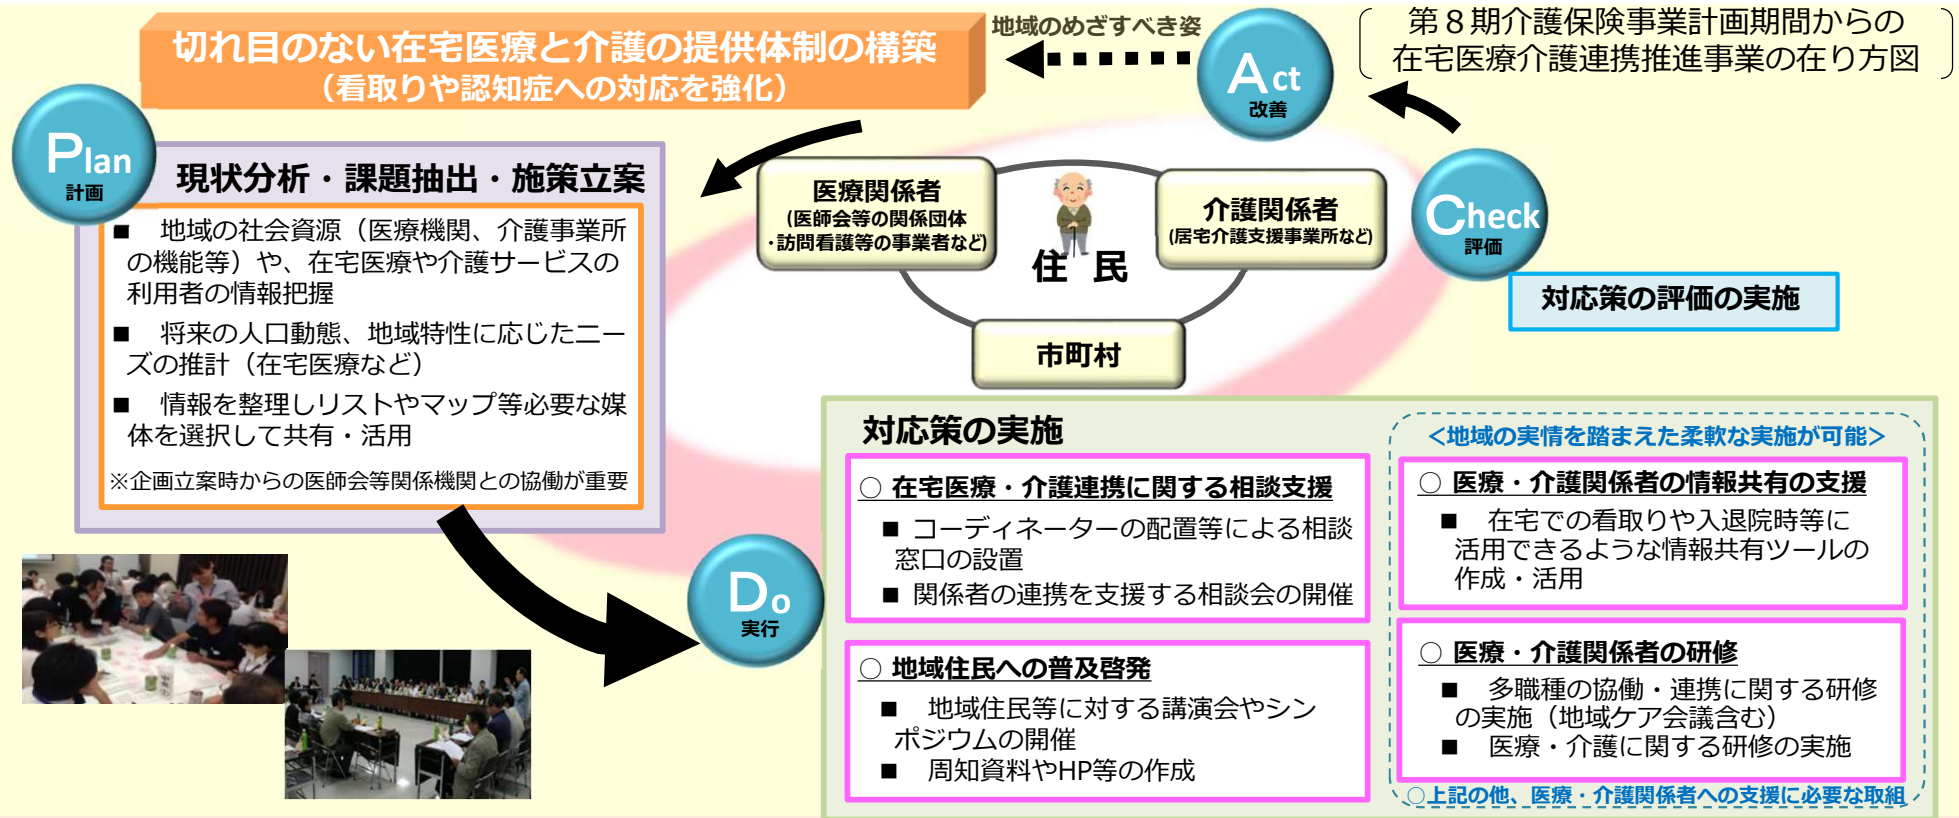 切れ目のない在宅医療と介護の提供体制の構築
（看取りや認知症への対応を強化）
地域のめざすべき姿
Act
改善
第８期介護保険事業計画期間からの
在宅医療介護連携推進事業の在り方図
Plan
計画
現状分析・課題抽出・施策立案
■ 地域の社会資源（医療機関、介護事業所
の機能等）や、在宅医療や介護サービスの
利用者の情報把握
■ 将来の人口動態、地域特性に応じたニー
ズの推計（在宅医療など）
■ 情報を整理しリストやマップ等必要な媒
体を選択して共有・活用
※企画立案時からの医師会等関係機関との協働が重要
医療関係者
(医師会等の関係団体
・訪問看護等の事業者など)
住 民
介護関係者
(居宅介護支援事業所など)
市町村
Check
評価
対応策の評価の実施
Do
実行
対応策の実施
○ 在宅医療・介護連携に関する相談支援
■ コーディネーターの配置等による相談
窓口の設置
■ 関係者の連携を支援する相談会の開催
○ 地域住民への普及啓発
■ 地域住民等に対する講演会やシン
ポジウムの開催
■ 周知資料やHP等の作成
＜地域の実情を踏まえた柔軟な実施が可能＞
○ 医療・介護関係者の情報共有の支援
■ 在宅での看取りや入退院時等に
活用できるような情報共有ツールの
作成・活用
○ 医療・介護関係者の研修
■ 多職種の協働・連携に関する研修
の実施（地域ケア会議含む）
■ 医療・介護に関する研修の実施
○上記の他、医療・介護関係者への支援に必要な取組